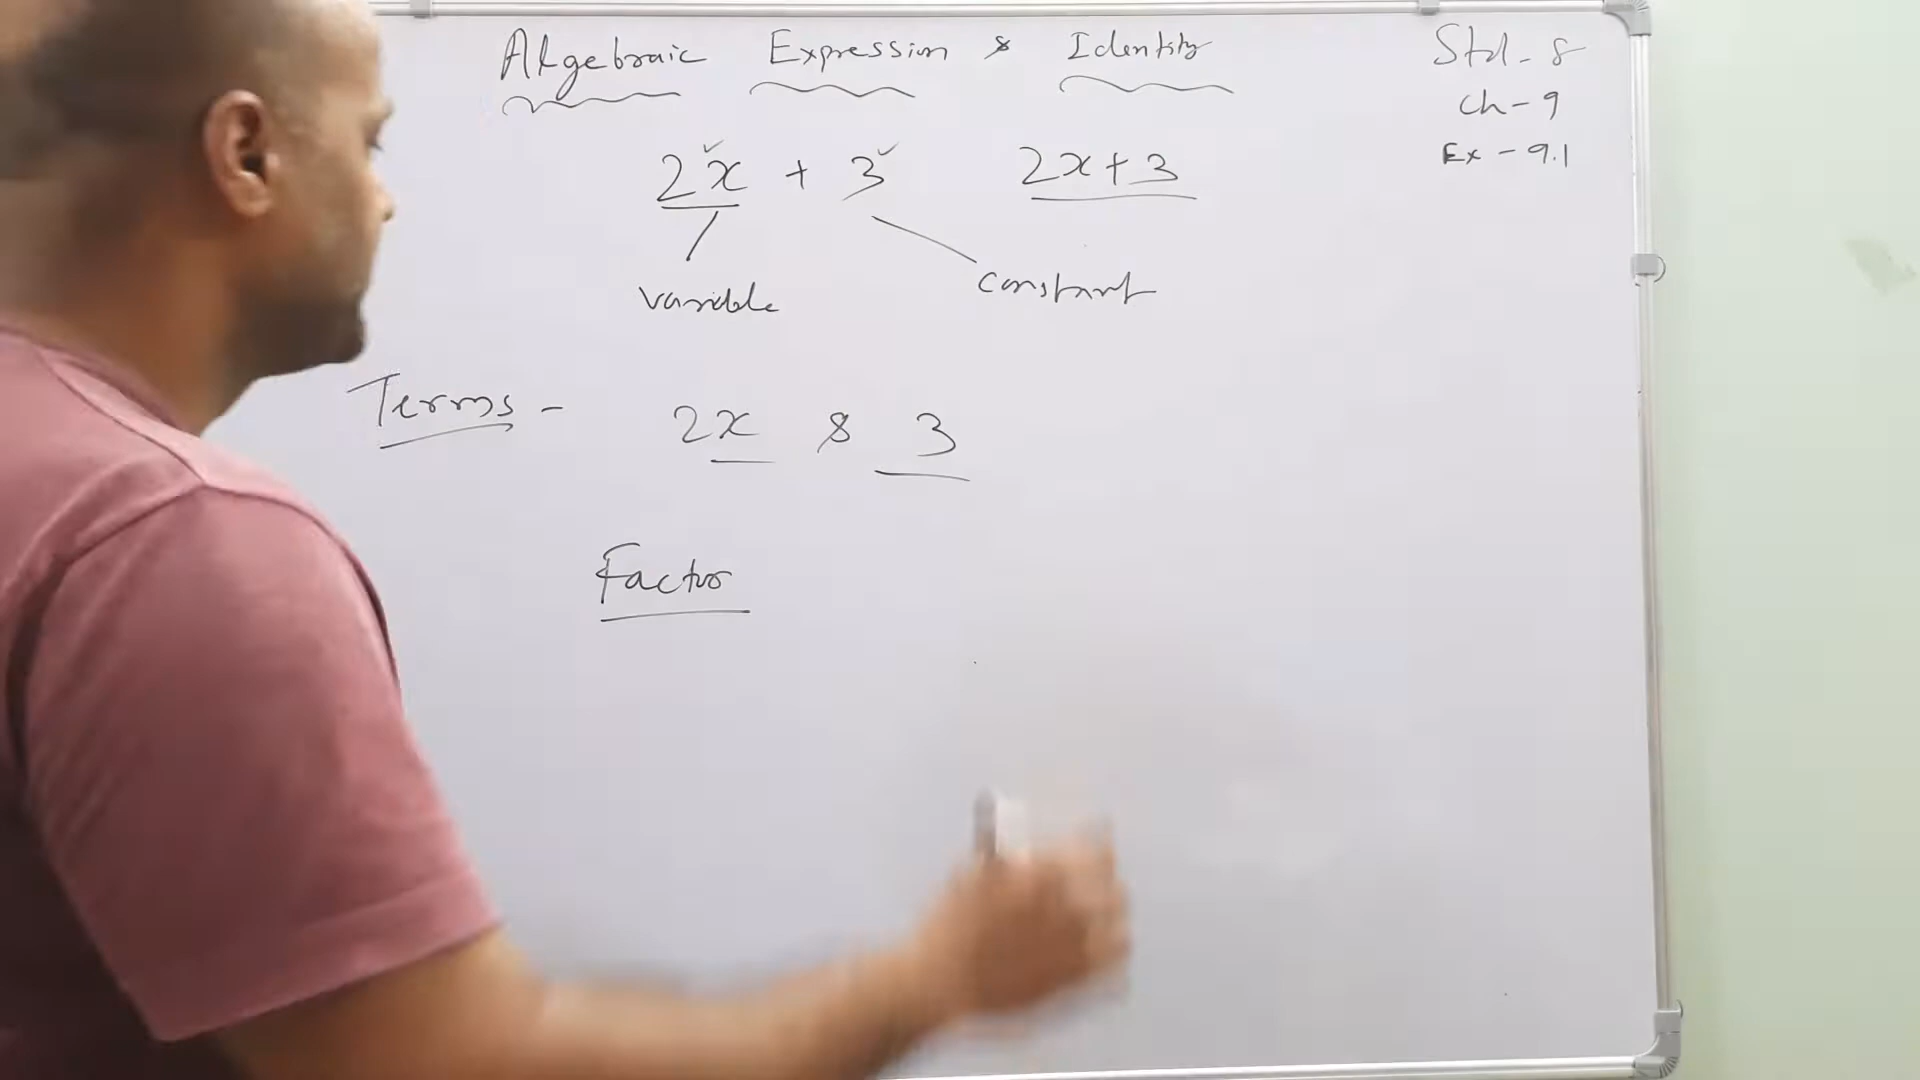 Algebraic Expression & Identity
Std - 8
Ch - 9
Ex - 9.1
2x + 3 2x + 3
variable constant
Terms - 2x & 3
Factor